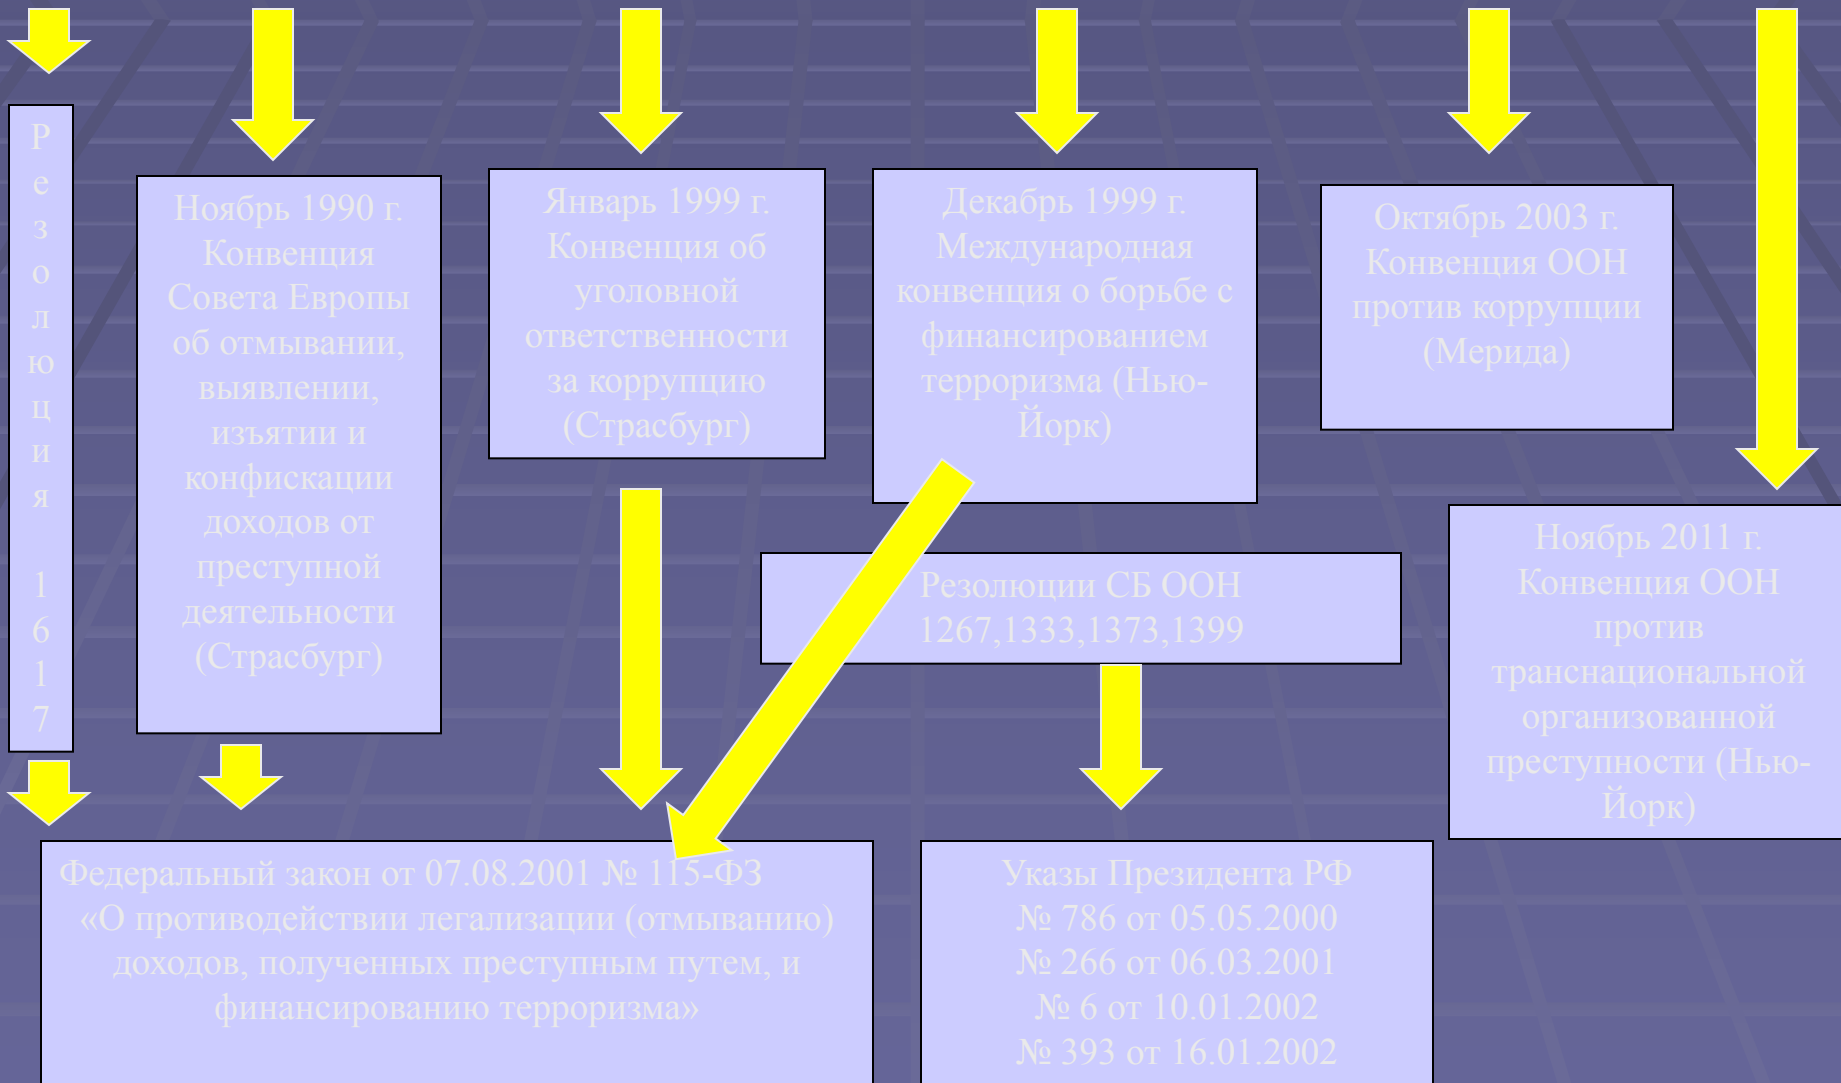 Резолюция 1617
Ноябрь 1990 г.
Конвенция
Совета Европы
об отмывании,
выявлении,
изъятии и
конфискации
доходов от
преступной
деятельности
(Страсбург)
Январь 1999 г.
Конвенция об
уголовной
ответственности
за коррупцию
(Страсбург)
Декабрь 1999 г.
Международная
конвенция о борьбе с
финансированием
терроризма (Нью-
Йорк)
Октябрь 2003 г.
Конвенция ООН
против коррупции
(Мерида)
Резолюции СБ ООН
1267,1333,1373,1399
Ноябрь 2011 г.
Конвенция ООН
против
транснациональной
организованной
преступности (Нью-
Йорк)
Федеральный закон от 07.08.2001 № 115-ФЗ
«О противодействии легализации (отмыванию)
доходов, полученных преступным путем, и
финансированию терроризма»
Указы Президента РФ
№ 786 от 05.05.2000
№ 266 от 06.03.2001
№ 6 от 10.01.2002
№ 393 от 16.01.2002